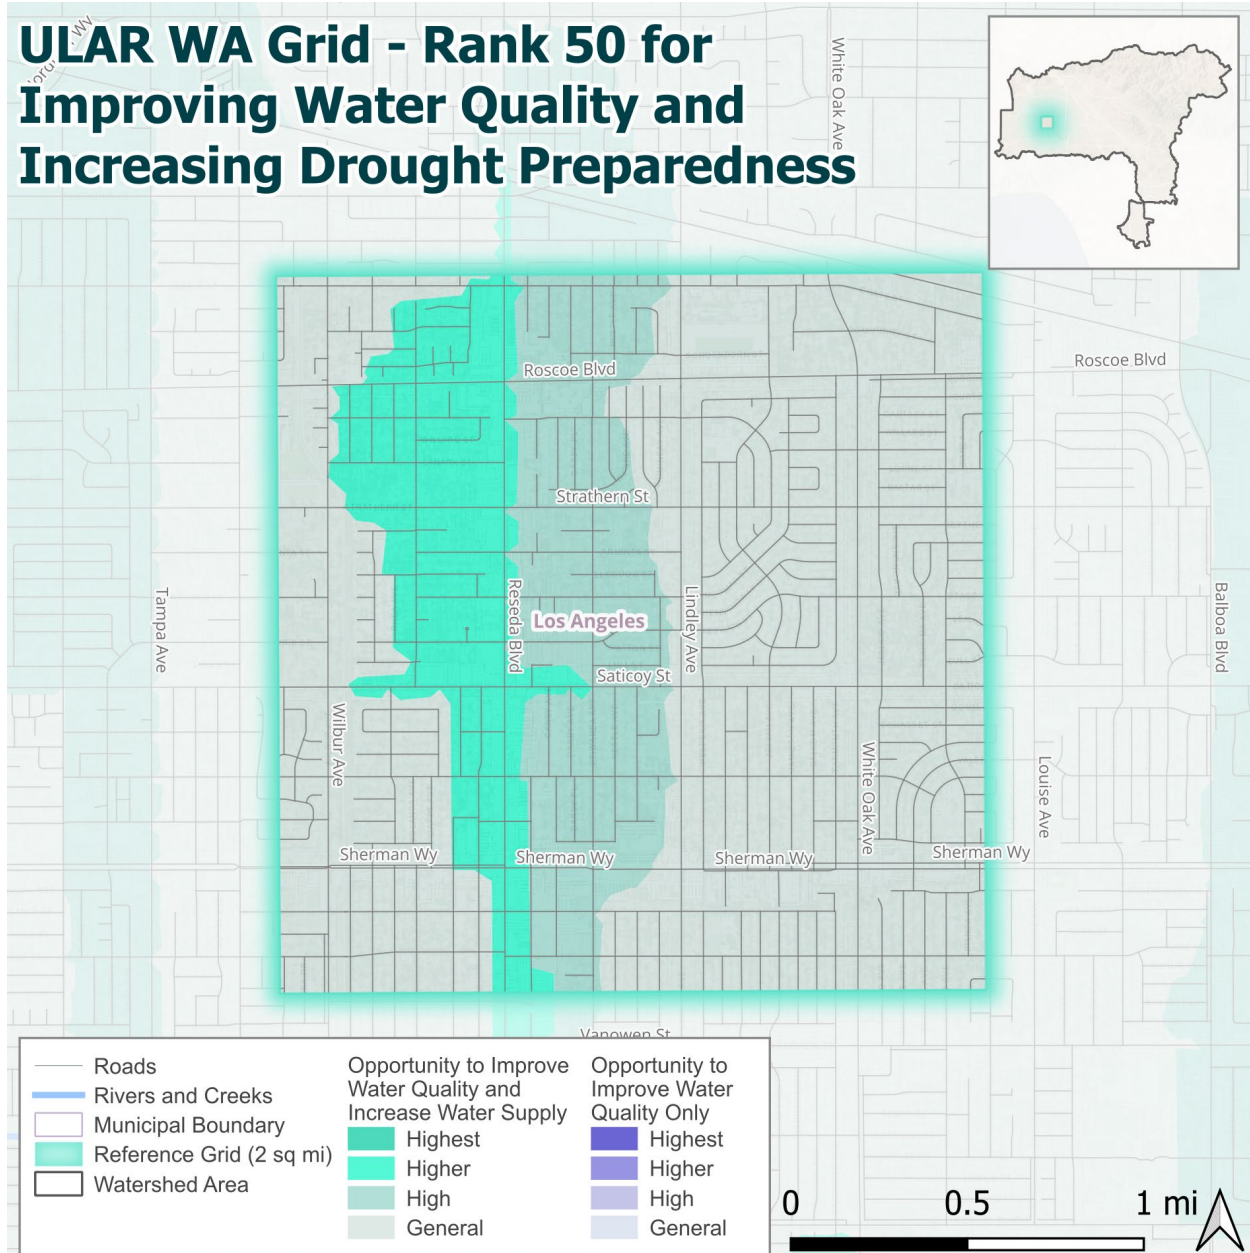 ULAR WA Grid - Rank 50 for
Improving Water Quality and
Increasing Drought Preparedness
Wy
White Oak Ave
Roscoe Blvd
Roscoe Blvd
Strathern St
Tampa Ave
Reseda Blvd
Los Angeles
Lindley Ave
Balboa Blvd
Saticoy St
Wilbur Ave
White Oak Ave
Louise Ave
Sherman Wy
Sherman Wy
Sherman Wy
Sherman Wy
Vanowen St
Roads
Rivers and Creeks
Municipal Boundary
Reference Grid (2 sq mi)
Watershed Area
Opportunity to Improve
Water Quality and
Increase Water Supply
Highest
Higher
High
General
Opportunity to
Improve Water
Quality Only
Highest
Higher
High
General
0 0.5 1 mi